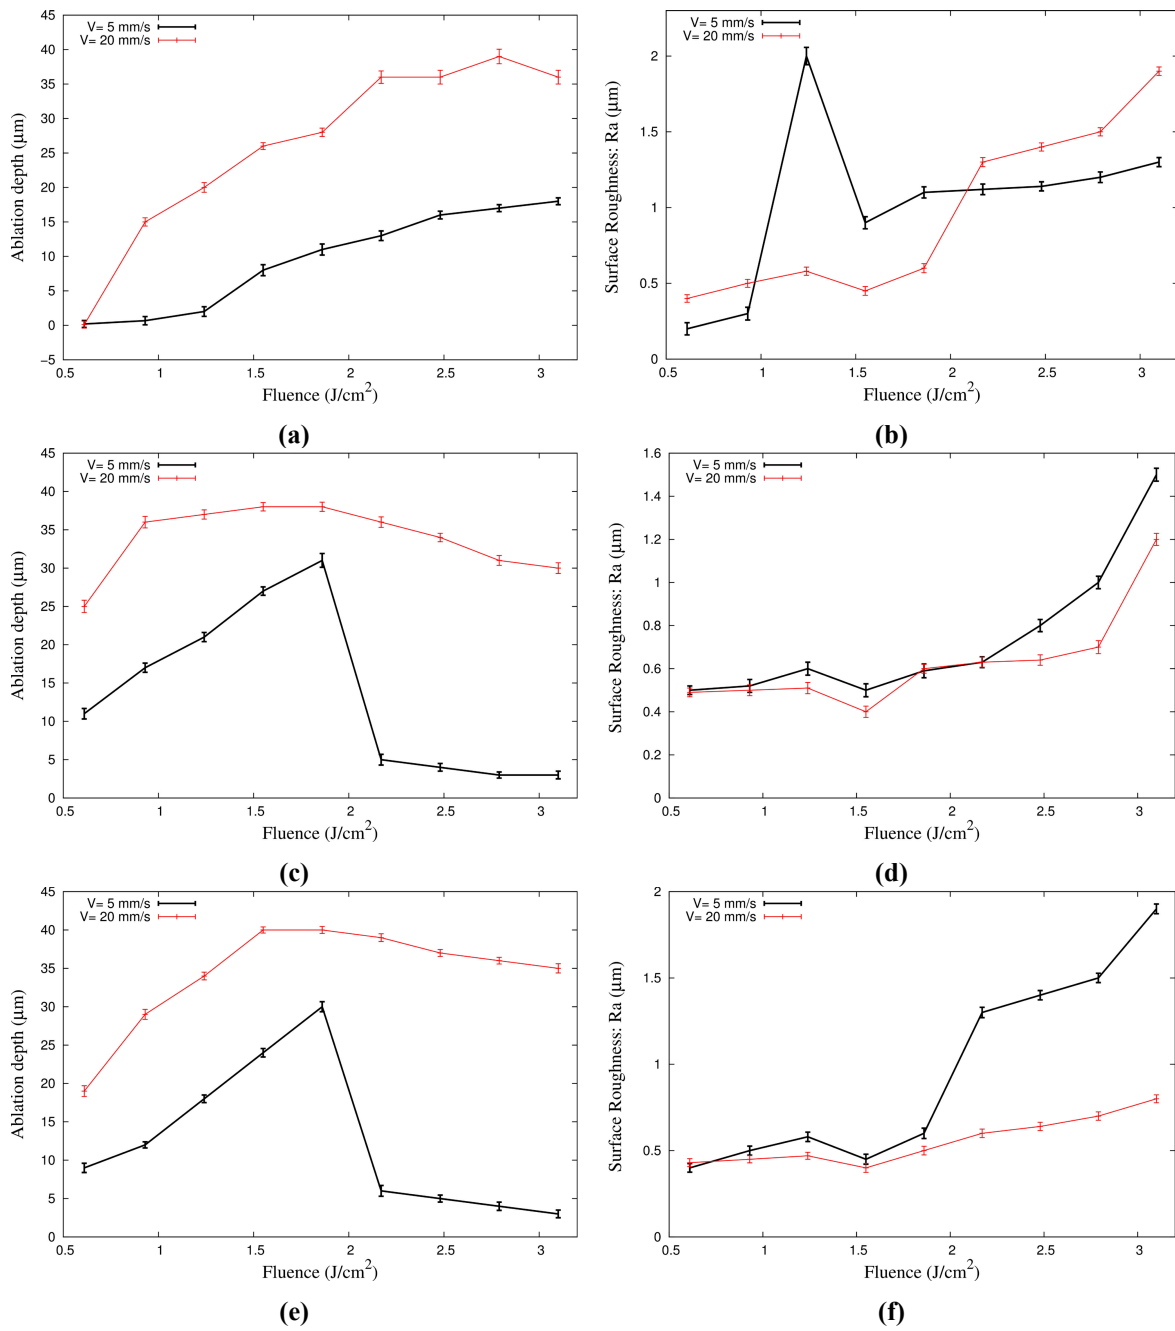 V= 5 mm/s
V= 20 mm/s
45
40
35
30
25
20
15
10
5
0
−5
Ablation depth (μm)
0.5 1 1.5 2 2.5 3
Fluence (J/cm²)
(a)
V= 5 mm/s
V= 20 mm/s
2
1.5
1
0.5
0
Surface Roughness: Ra (μm)
0.5 1 1.5 2 2.5 3
Fluence (J/cm²)
(b)
V= 5 mm/s
V= 20 mm/s
45
40
35
30
25
20
15
10
5
0
Ablation depth (μm)
0.5 1 1.5 2 2.5 3
Fluence (J/cm²)
(c)
V= 5 mm/s
V= 20 mm/s
1.6
1.4
1.2
1
0.8
0.6
0.4
0.2
0
Surface Roughness: Ra (μm)
0.5 1 1.5 2 2.5 3
Fluence (J/cm²)
(d)
V= 5 mm/s
V= 20 mm/s
45
40
35
30
25
20
15
10
5
0
Ablation depth (μm)
0.5 1 1.5 2 2.5 3
Fluence (J/cm²)
(e)
V= 5 mm/s
V= 20 mm/s
2
1.5
1
0.5
0
Surface Roughness: Ra (μm)
0.5 1 1.5 2 2.5 3
Fluence (J/cm²)
(f)